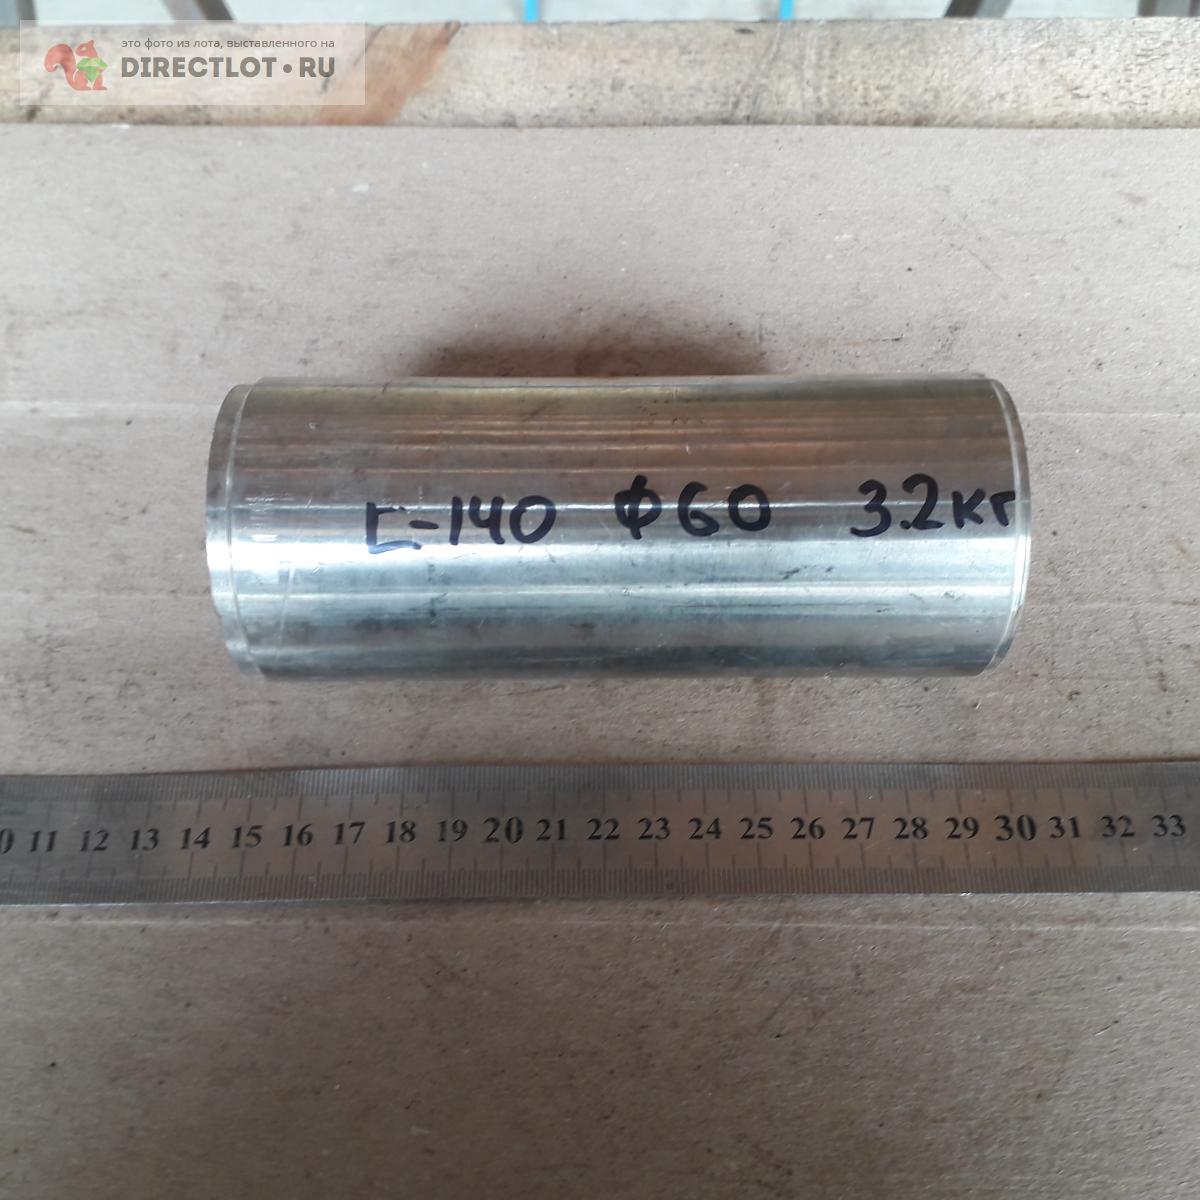 это фото из лота, выставленного на
DIRECTLOT•RU
L-140 Ф60 3.2кг
0 11 12 13 14 15 16 17 18 19 20 21 22 23 24 25 26 27 28 29 30 31 32 33